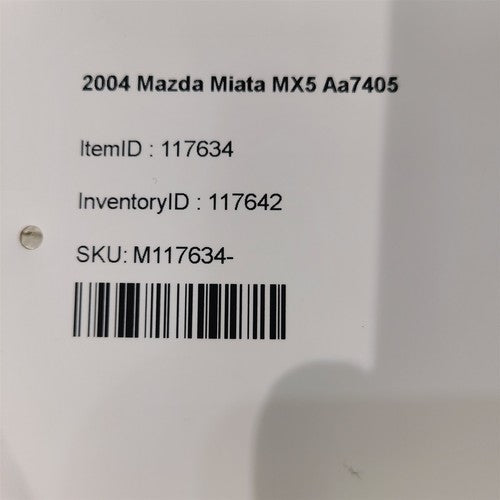 2004 Mazda Miata MX5 Aa7405
ItemID : 117634
InventoryID : 117642
SKU: M117634-